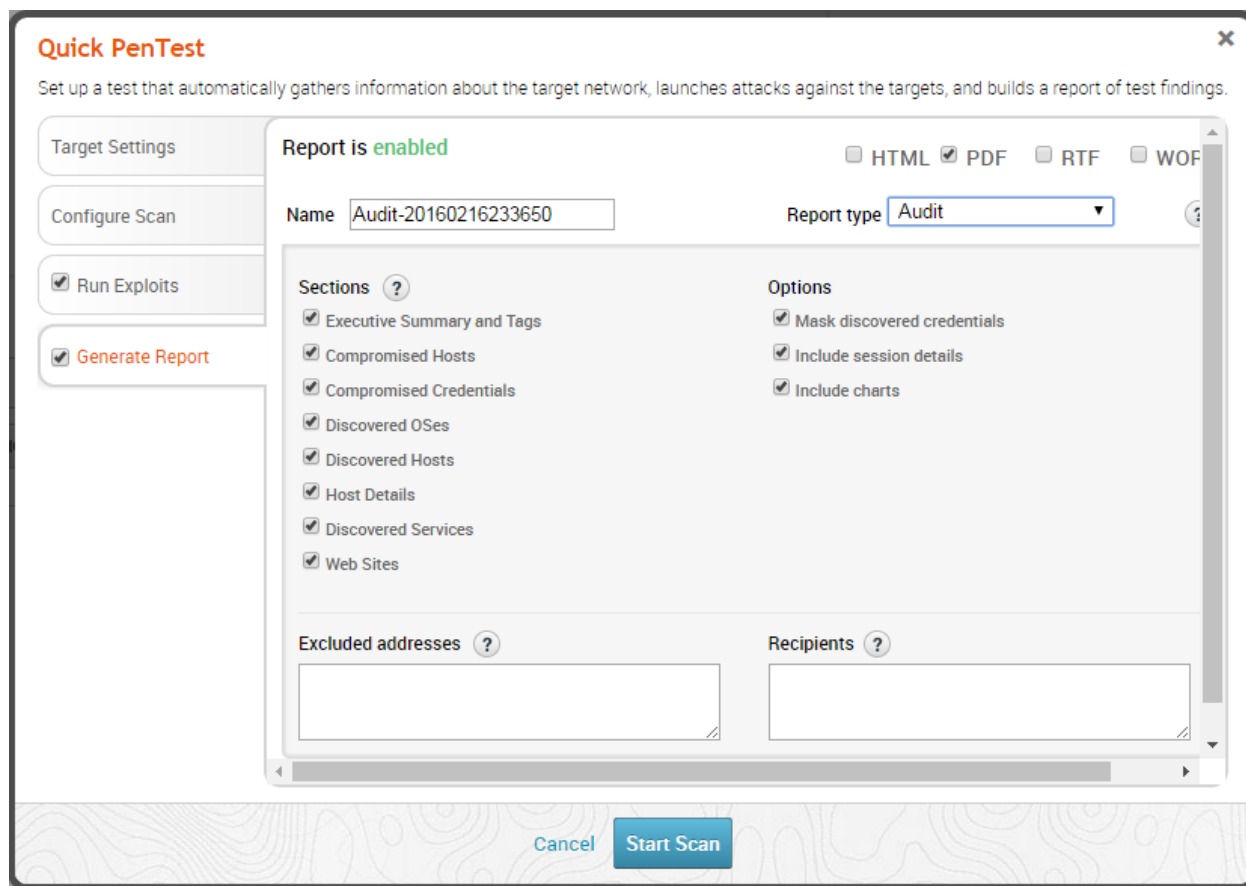 Quick PenTest
Set up a test that automatically gathers information about the target network, launches attacks against the targets, and builds a report of test findings.
Target Settings
Configure Scan
Run Exploits
Generate Report
Report is enabled
HTML PDF RTF WOR
Name Audit-20160216233650
Report type Audit
?
Sections ?
Executive Summary and Tags
Compromised Hosts
Compromised Credentials
Discovered OSes
Discovered Hosts
Host Details
Discovered Services
Web Sites
Options
Mask discovered credentials
Include session details
Include charts
Excluded addresses ?
Recipients ?
Cancel Start Scan